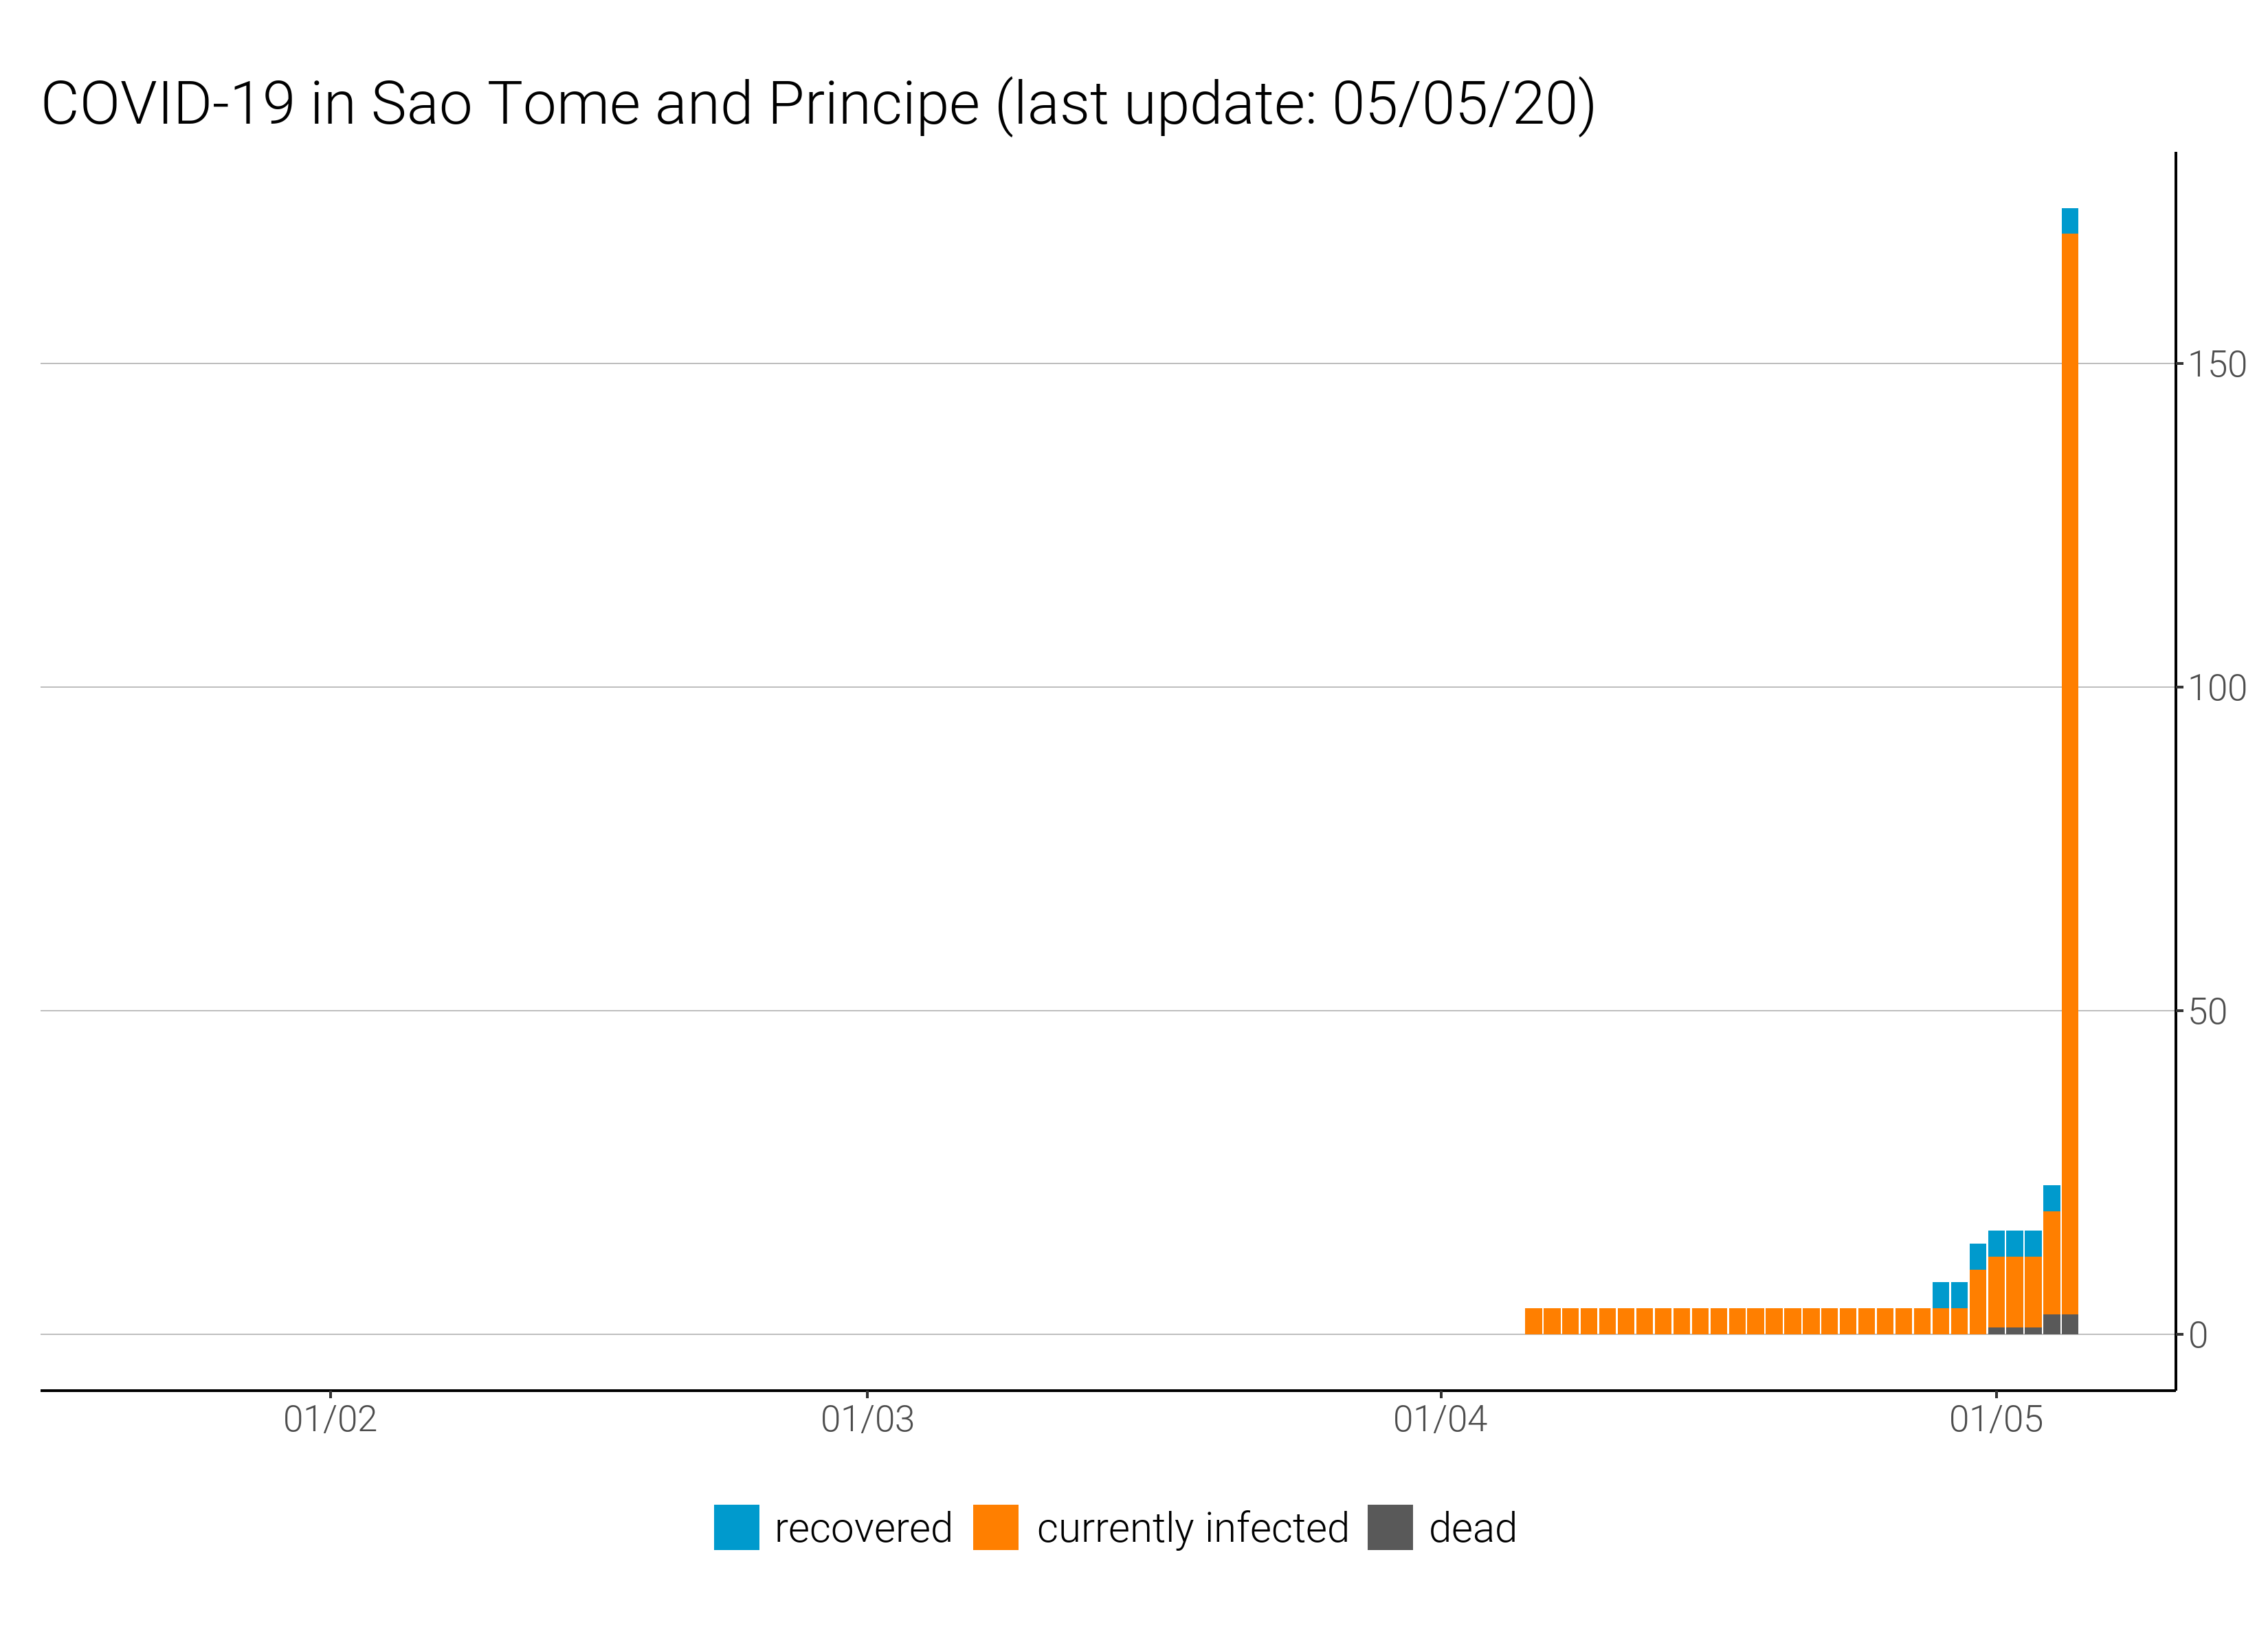 COVID-19 in Sao Tome and Principe (last update: 05/05/20)
150
100
50
0
01/02 01/03 01/04 01/05
recovered currently infected dead